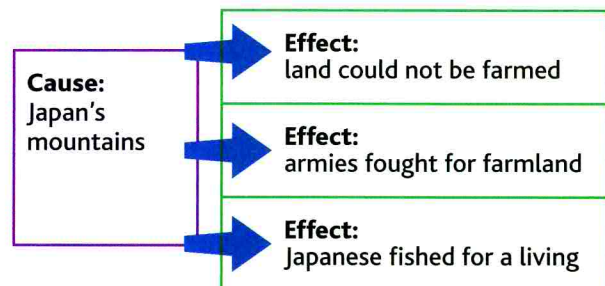 Cause:
Japan's
mountains
Effect:
land could not be farmed
Effect:
armies fought for farmland
Effect:
Japanese fished for a living